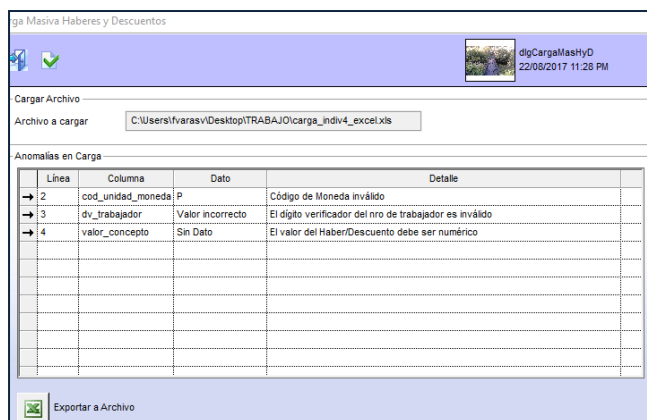 ga Masiva Haberes y Descuentos
dlgCargaMasHyD
22/08/2017 11:28 PM
Cargar Archivo
Archivo a cargar C:\Users\fvarasv\Desktop\TRABAJO\carga_indiv4_excel.xls
Anomalías en Carga
Línea Columna Dato Detalle
2 cod_unidad_moneda P Código de Moneda inválido
3 dv_trabajador Valor incorrecto El dígito verificador del nro de trabajador es inválido
4 valor_concepto Sin Dato El valor del Haber/Descuento debe ser numérico
Exportar a Archivo